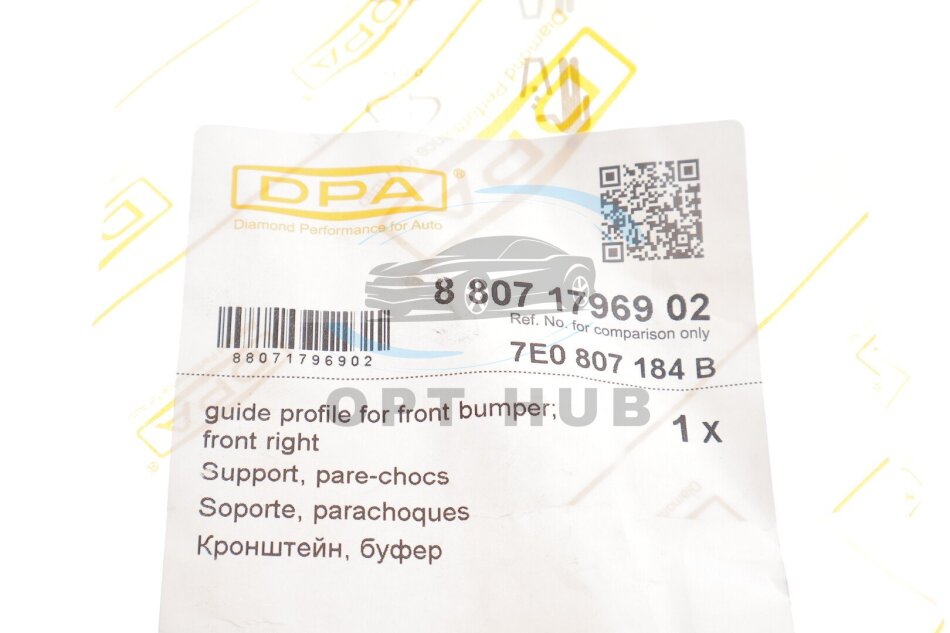 DPA®
Diamond Performance for Auto
8 807 17969 02
Ref. No. for comparison only
7E0 807 184 B
88071796902
OPT HUB
guide profile for front bumper;
front right
1 x
Support, pare-chocs
Soporte, parachoques
Кронштейн, буфер